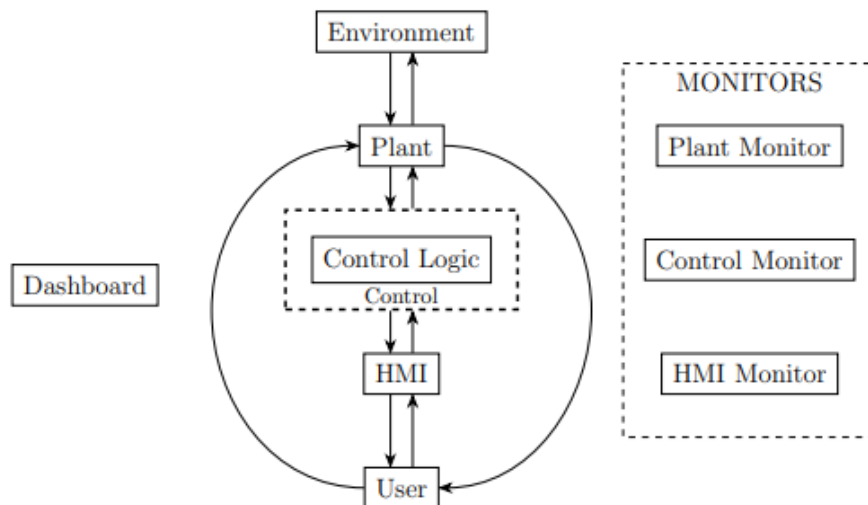 Environment
MONITORS
Plant
Plant Monitor
Control Logic
Control
Control Monitor
Dashboard
HMI
HMI Monitor
User